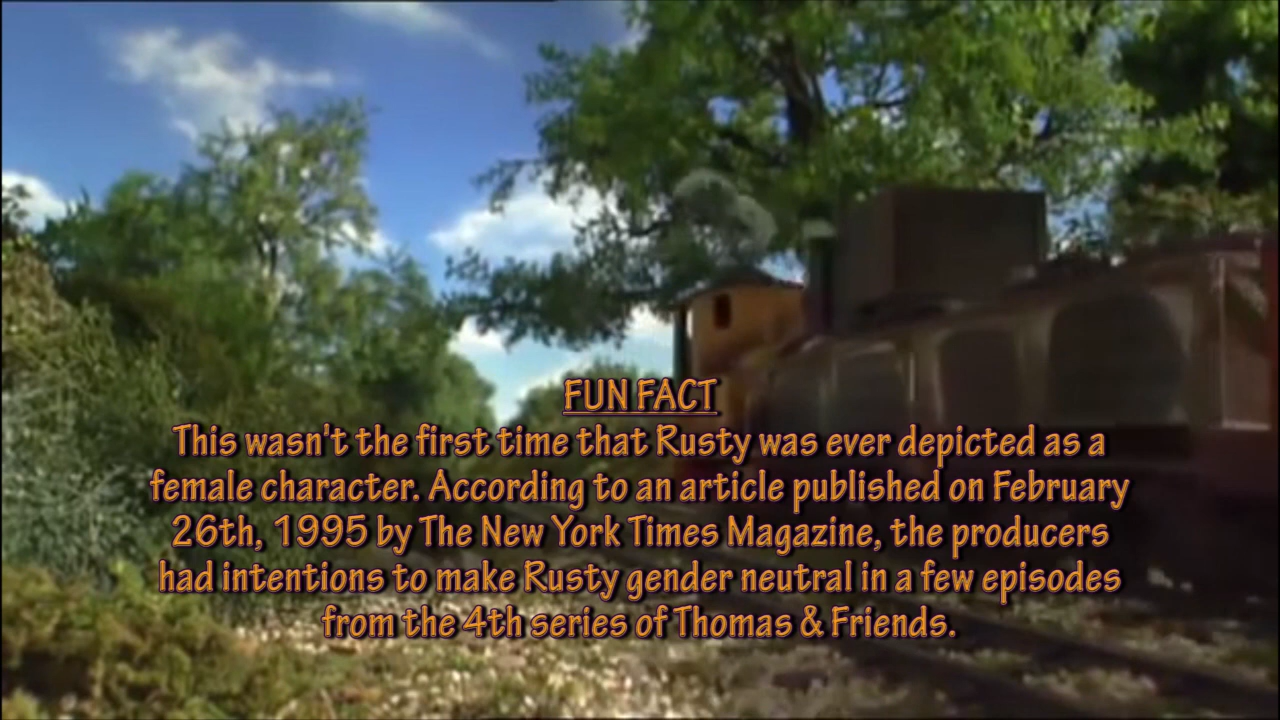 FUN FACT
This wasn't the first time that Rusty was ever depicted as a
female character. According to an article published on February
26th, 1995 by The New York Times Magazine, the producers
had intentions to make Rusty gender neutral in a few episodes
from the 4th series of Thomas & Friends.